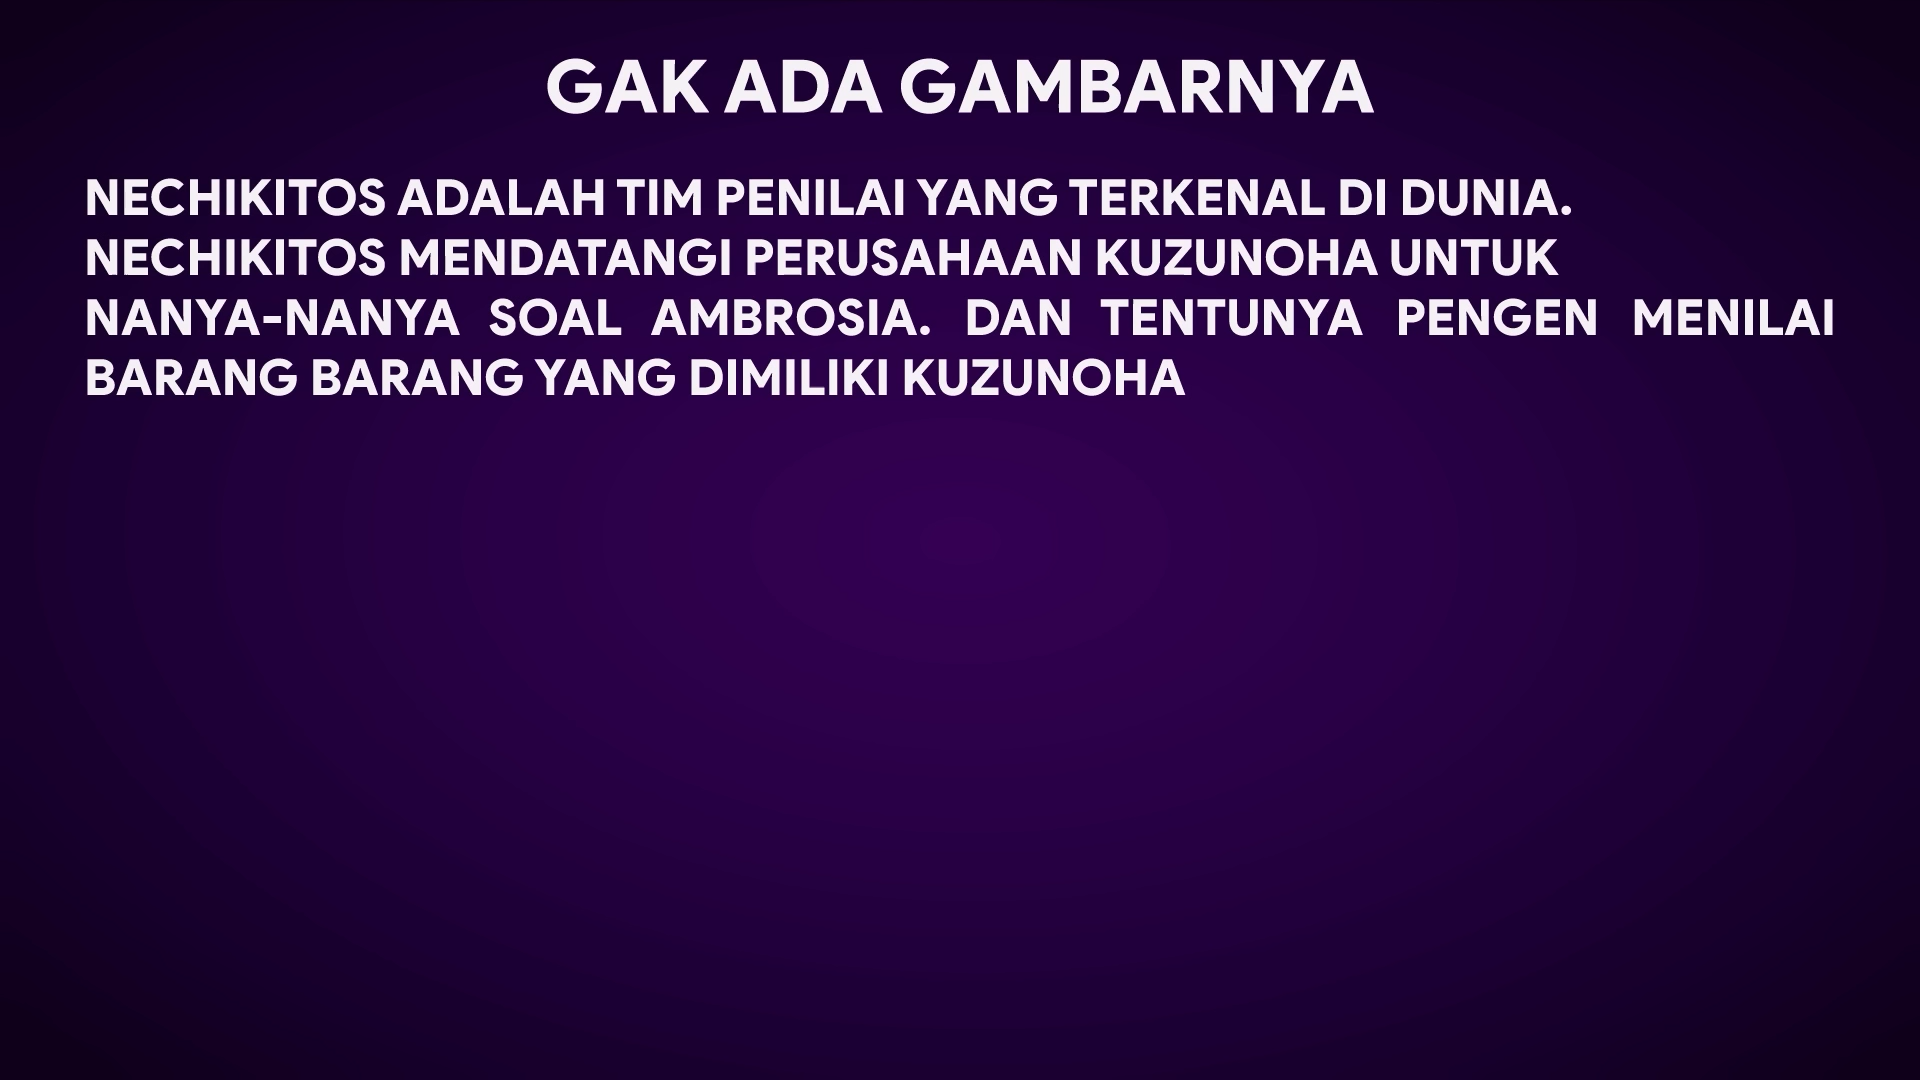 GAK ADA GAMBARNYA
NECHIKITOS ADALAH TIM PENILAI YANG TERKENAL DI DUNIA.
NECHIKITOS MENDATANGI PERUSAHAAN KUZUNOHA UNTUK
NANYA-NANYA SOAL AMBROSIA. DAN TENTUNYA PENGEN MENILAI
BARANG BARANG YANG DIMILIKI KUZUNOHA